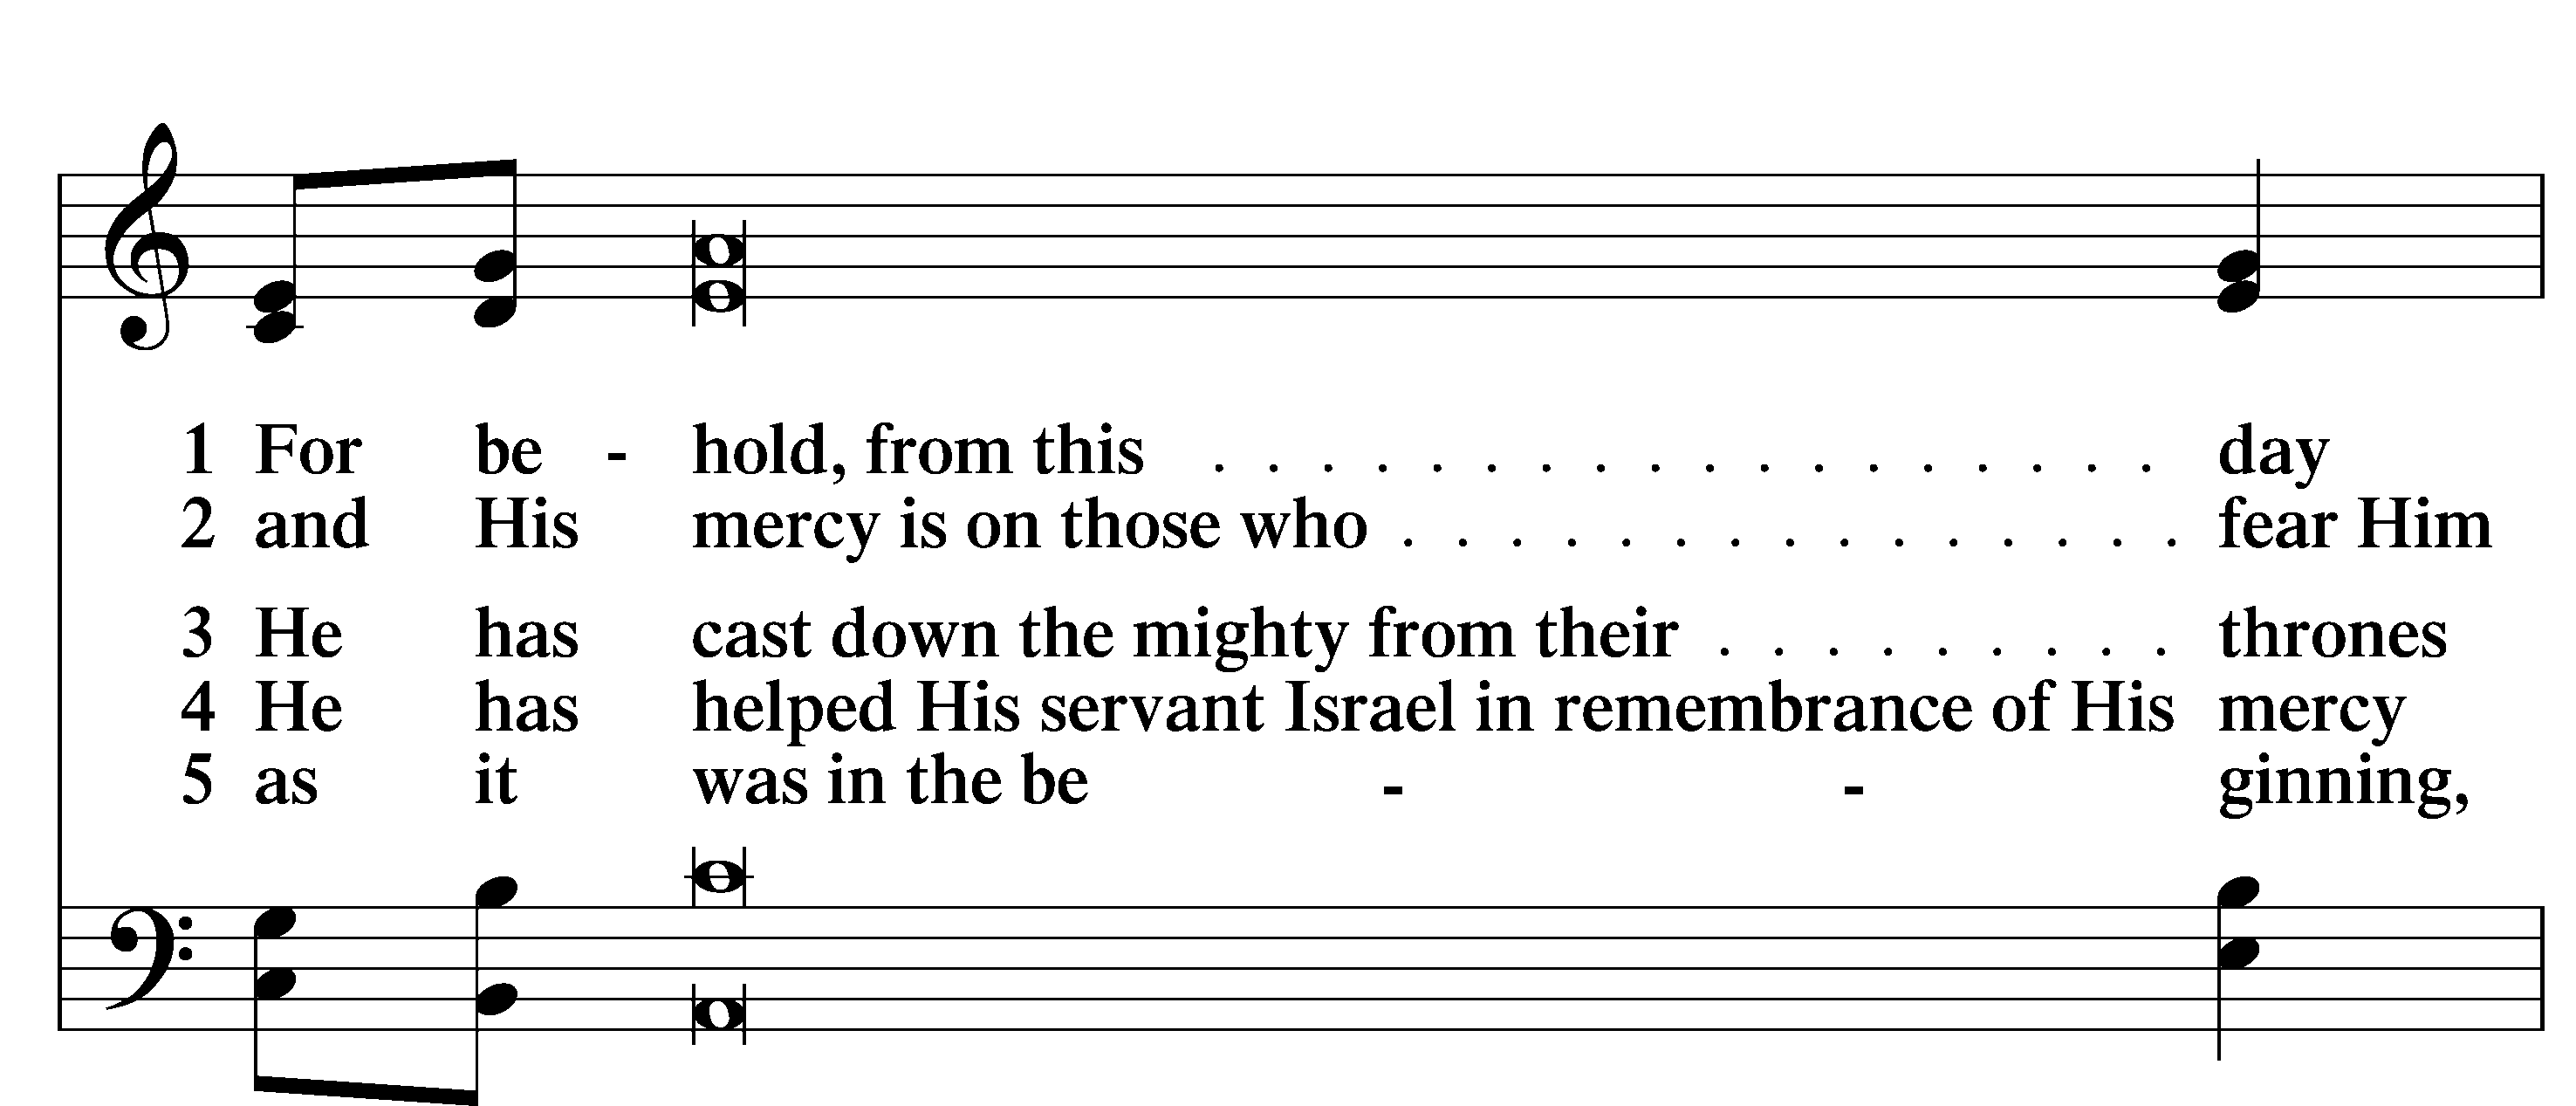 1 For be - hold, from this . . . . . . . . . . . . . . . . . . day
2 and His mercy is on those who . . . . . . . . . . . . . . . fear Him
3 He has cast down the mighty from their . . . . . . . . . thrones
4 He has helped His servant Israel in remembrance of His mercy
5 as it was in the be - - ginning,